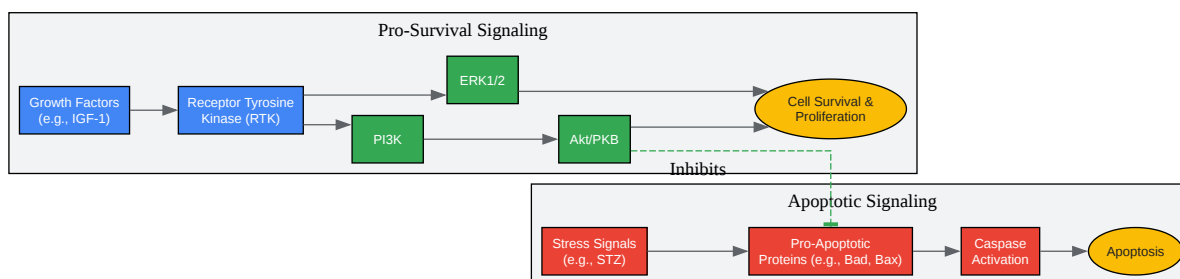 Pro-Survival Signaling
Growth Factors
(e.g., IGF-1)
Receptor Tyrosine
Kinase (RTK)
ERK1/2
PI3K
Akt/PKB
Cell Survival &
Proliferation
Inhibits
Apoptotic Signaling
Stress Signals
(e.g., STZ)
Pro-Apoptotic
Proteins (e.g., Bad, Bax)
Caspase
Activation
Apoptosis